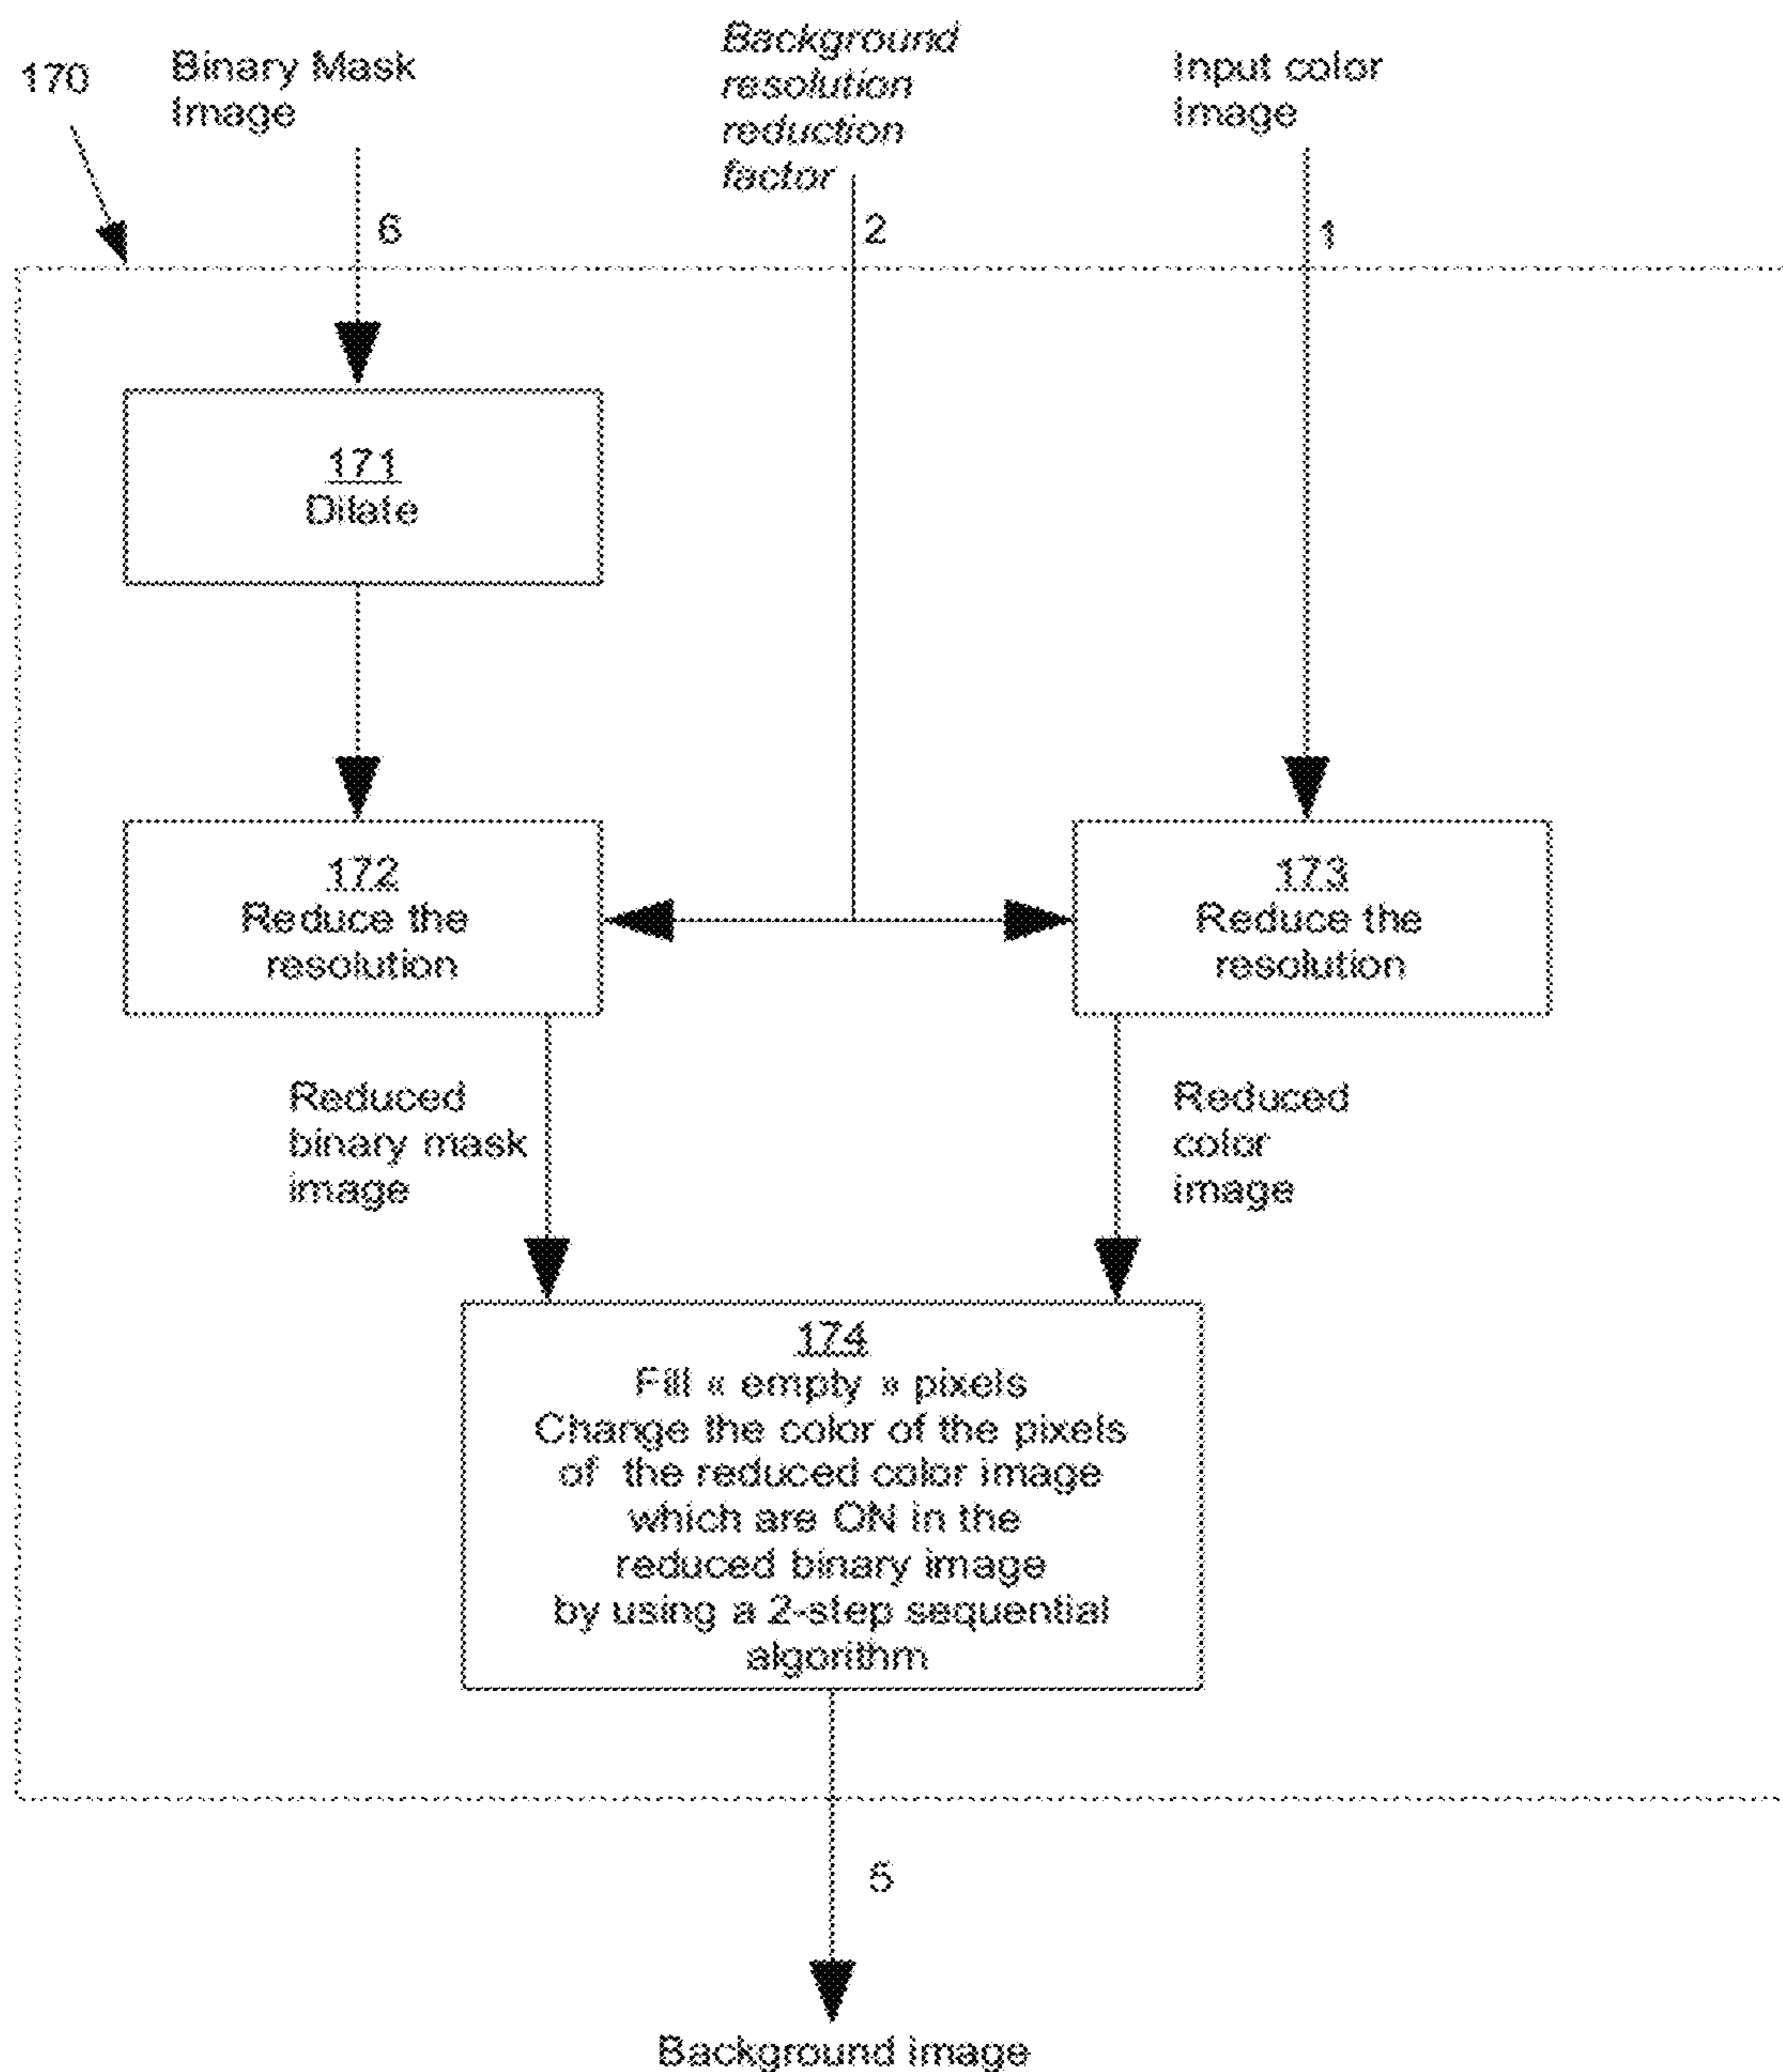 170
Binary Mask
Image
Background
resolution
reduction
factor
Input color
Image
6
2
1
171
Dilate
172
Reduce the
resolution
173
Reduce the
resolution
Reduced
binary mask
image
Reduced
color
image
174
Fill « empty » pixels
Change the color of the pixels
of the reduced color image
which are ON in the
reduced binary image
by using a 2-step sequential
algorithm
5
Background image